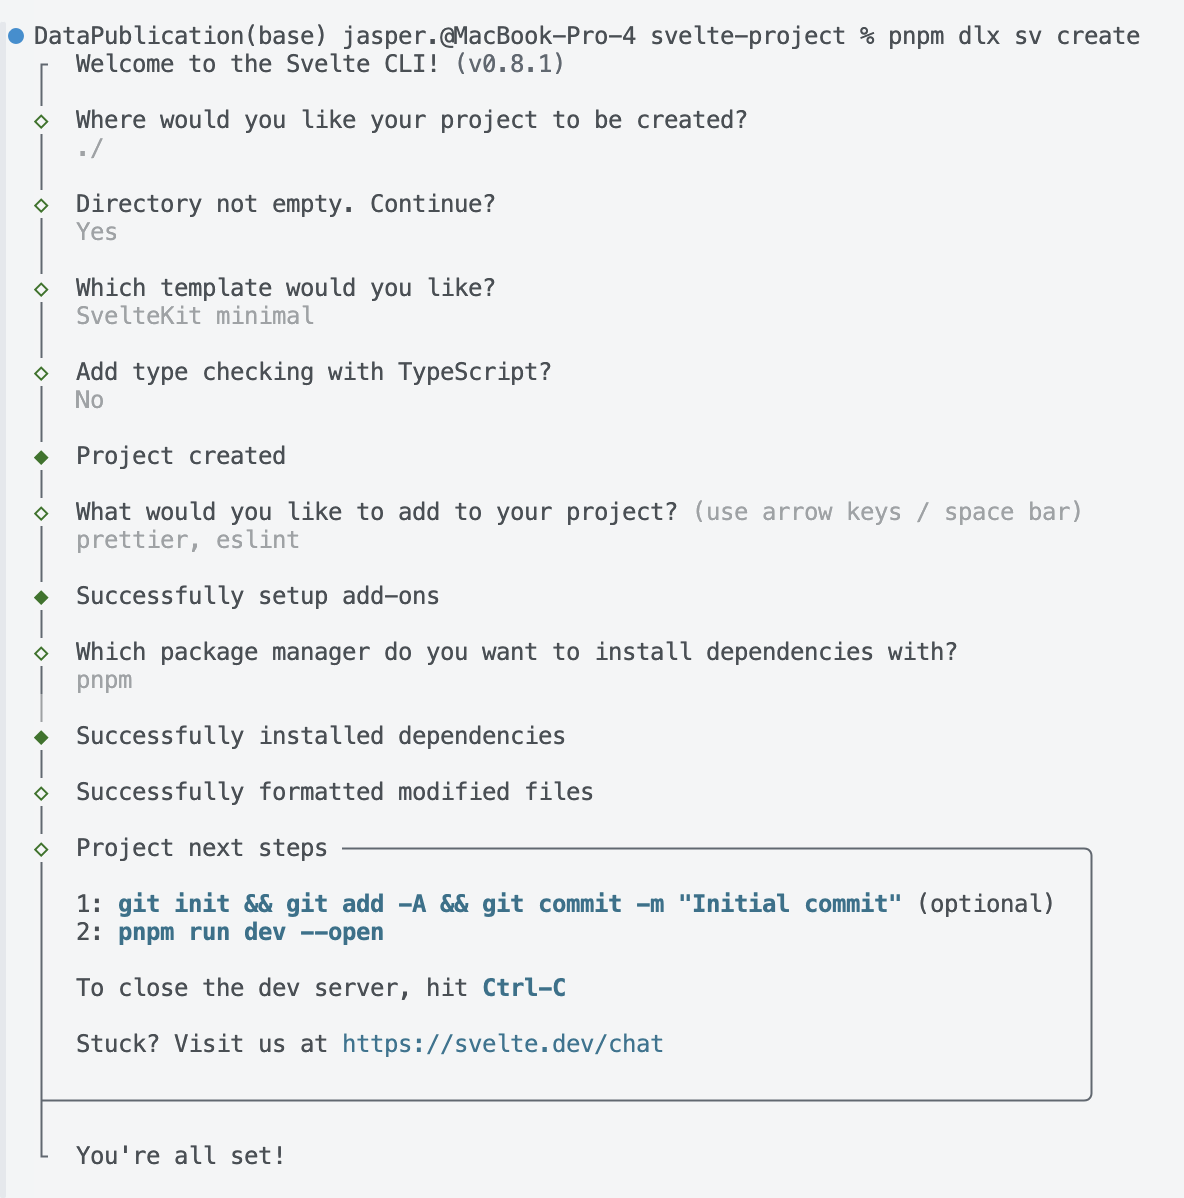 DataPublication(base) jasper.@MacBook-Pro-4 svelte-project % pnpm dlx sv create
Welcome to the Svelte CLI! (v0.8.1)
Where would you like your project to be created?
./
Directory not empty. Continue?
Yes
Which template would you like?
SvelteKit minimal
Add type checking with TypeScript?
No
Project created
What would you like to add to your project? (use arrow keys / space bar)
prettier, eslint
Successfully setup add-ons
Which package manager do you want to install dependencies with?
pnpm
Successfully installed dependencies
Successfully formatted modified files
Project next steps
1: git init && git add -A && git commit -m "Initial commit" (optional)
2: pnpm run dev --open
To close the dev server, hit Ctrl-C
Stuck? Visit us at https://svelte.dev/chat
You're all set!